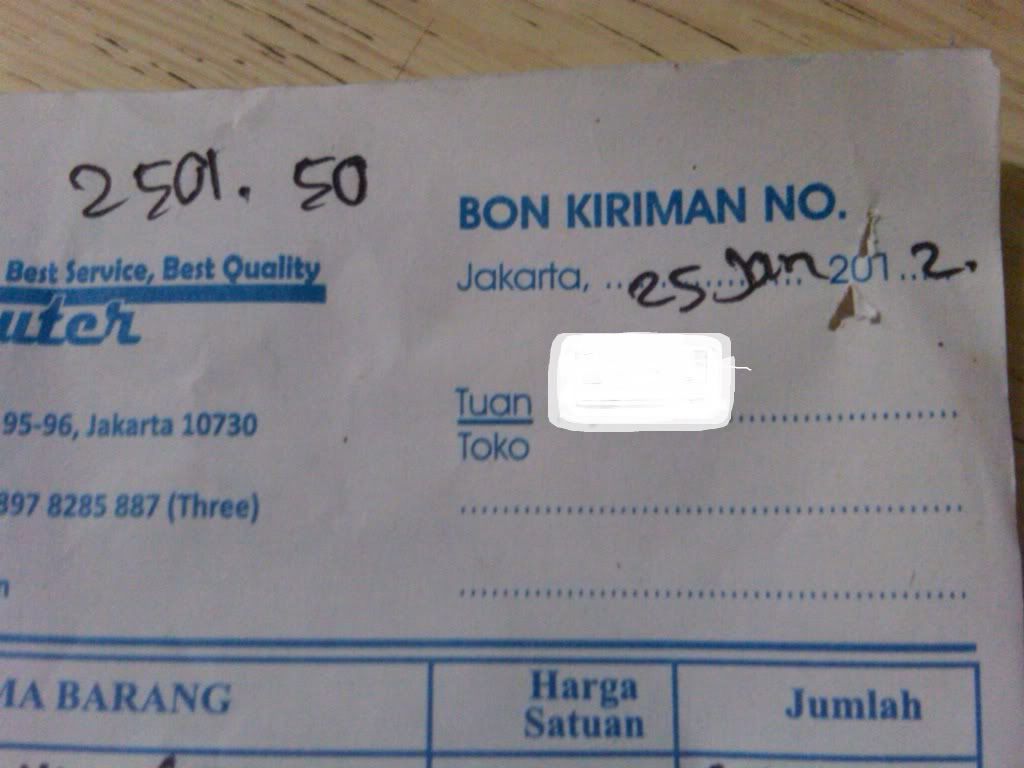 2501. 50
BON KIRIMAN NO.
Best Service, Best Quality
Jakarta, 25 Jan 2012.
uter
Tuan
Toko
95-96, Jakarta 10730
897 8285 887 (Three)
MA BARANG Harga Satuan Jumlah